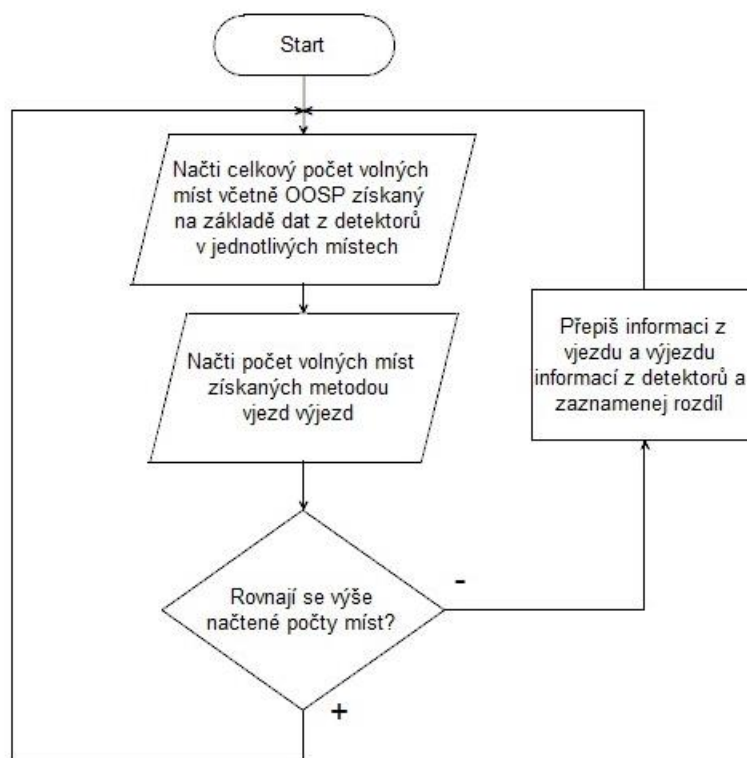 Start
Načti celkový počet volných
míst včetně OOSP získaný
na základě dat z detektorů
v jednotlivých místech
Načti počet volných míst
získaných metodou
vjezd výjezd
Přepiš informaci z
vjezdu a výjezdu
informací z detektorů a
zaznamenej rozdíl
-
Rovnají se výše
načtené počty míst?
+